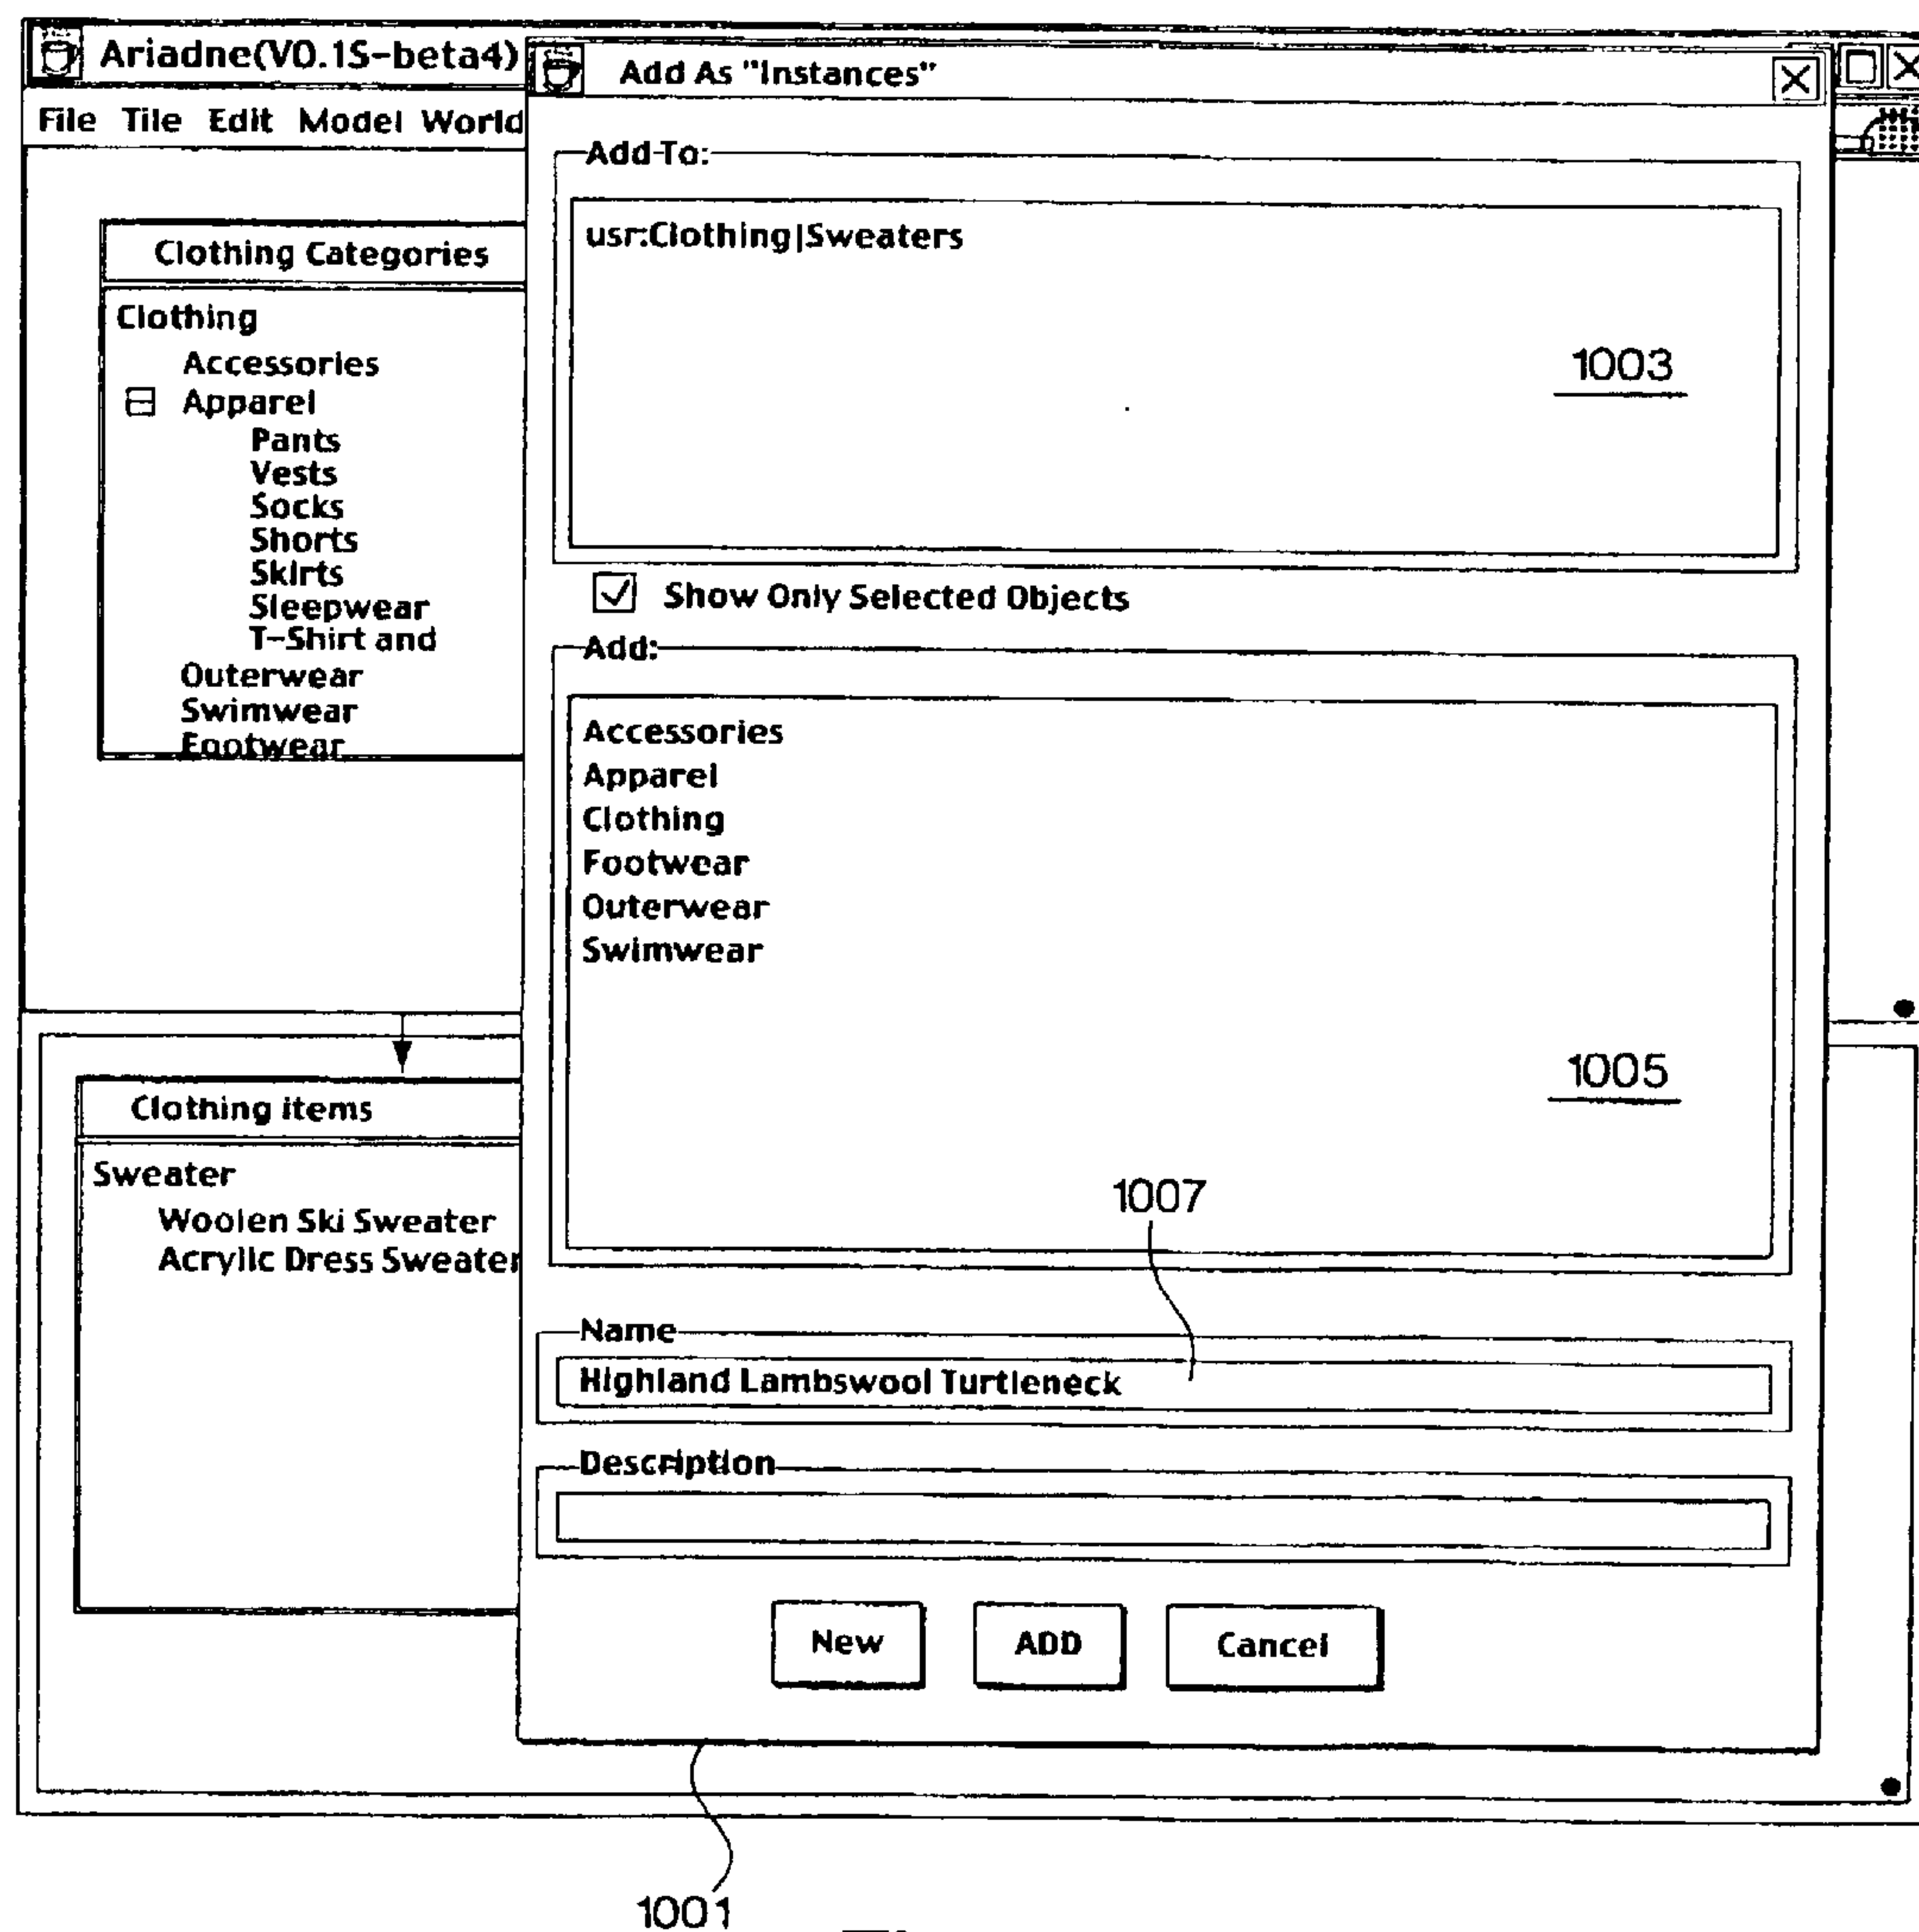 Ariadne(V0.1S-beta4)
File Tile Edit Model World
Clothing Categories
Clothing
Accessories
Apparel
Pants
Vests
Socks
Shorts
Skirts
Sleepwear
T-Shirt and
Outerwear
Swimwear
Footwear
Clothing items
Sweater
Woolen Ski Sweater
Acrylic Dress Sweater
Add As "Instances"
Add To:
usr:Clothing|Sweaters
1003
Show Only Selected Objects
Add:
Accessories
Apparel
Clothing
Footwear
Outerwear
Swimwear
1005
1007
Name
Highland Lambswool Turtleneck
Description
New ADD Cancel
1001